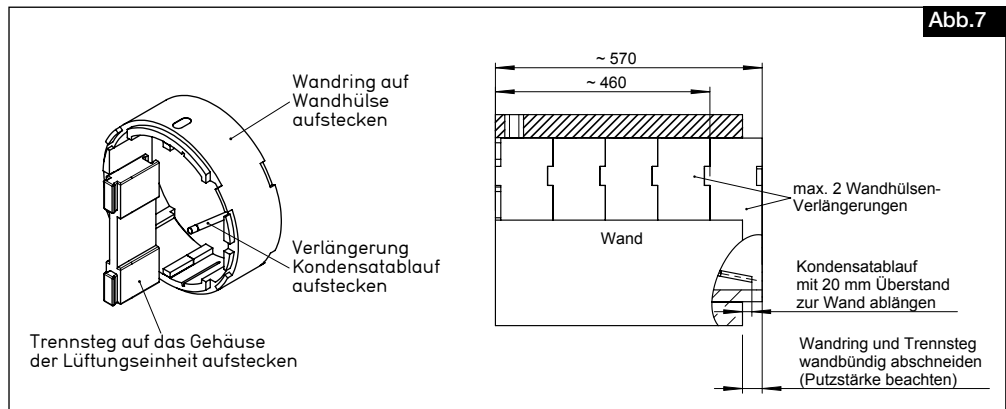 Abb.7
Wandring auf
Wandhülse
aufstecken
Verlängerung
Kondensatablauf
aufstecken
Trennsteg auf das Gehäuse
der Lüftungseinheit aufstecken
~ 570
~ 460
max. 2 Wandhülsen-
Verlängerungen
Wand
Kondensatablauf
mit 20 mm Überstand
zur Wand ablängen
Wandring und Trennsteg
wandbündig abschneiden
(Putzstärke beachten)